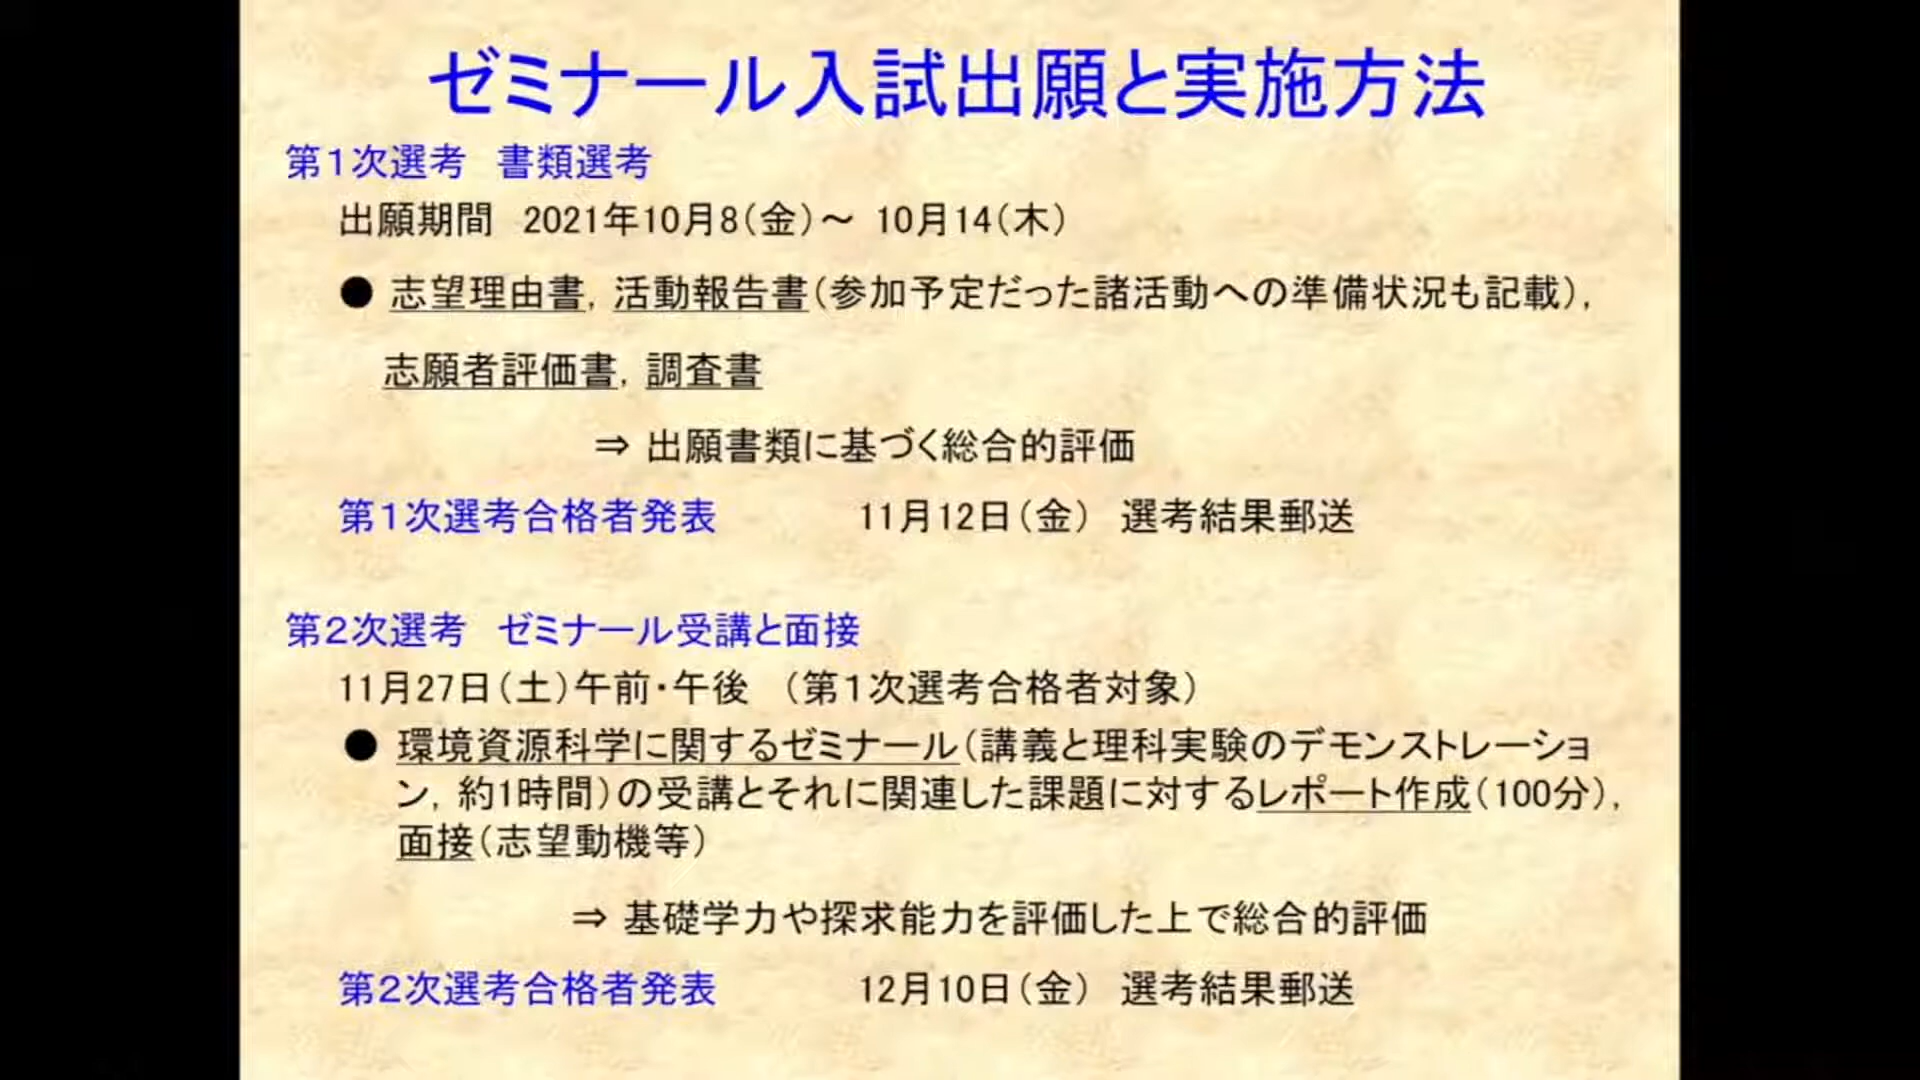 ゼミナール入試出願と実施方法
第1次選考　書類選考
出願期間　2021年10月8(金)～ 10月14(木)
● 志望理由書, 活動報告書(参加予定だった諸活動への準備状況も記載),
志願者評価書, 調査書
⇒ 出願書類に基づく総合的評価
第1次選考合格者発表　　　11月12日(金)　選考結果郵送
第2次選考　ゼミナール受講と面接
11月27日(土)午前・午後　(第1次選考合格者対象)
● 環境資源科学に関するゼミナール(講義と理科実験のデモンストレーショ
ン, 約1時間)の受講とそれに関連した課題に対するレポート作成(100分),
面接(志望動機等)
⇒ 基礎学力や探求能力を評価した上で総合的評価
第2次選考合格者発表　　　12月10日(金)　選考結果郵送